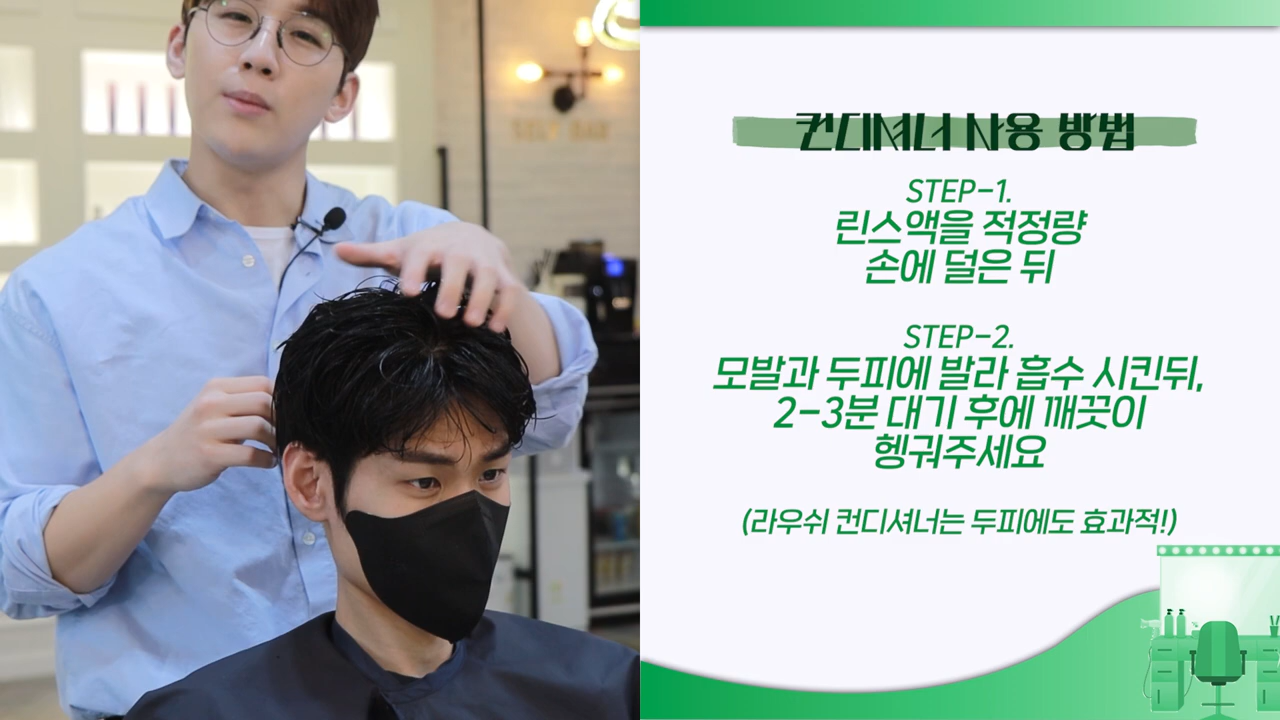 컨디셔너 사용 방법
STEP-1.
린스액을 적정량
손에 덜은 뒤
STEP-2.
모발과 두피에 발라 흡수 시킨뒤,
2-3분 대기 후에 깨끗이
헹궈주세요
(라우쉬 컨디셔너는 두피에도 효과적!)